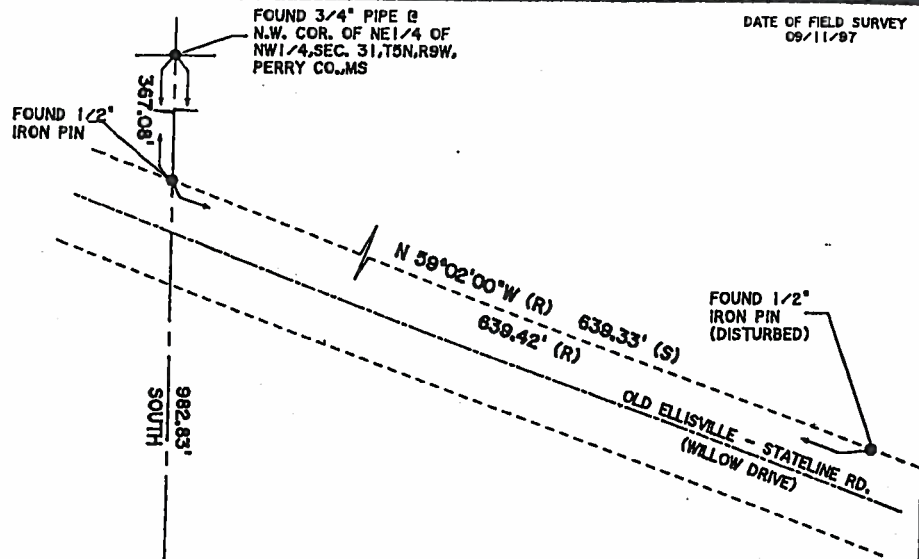 FOUND 3/4" PIPE @
N.W. COR. OF NE1/4 OF
NW1/4,SEC. 31,T5N,R9W,
PERRY CO.,MS
DATE OF FIELD SURVEY
09/11/97
FOUND 1/2"
IRON PIN
367.08'
N 59°02'00"W (R) 639.33' (S)
639.42' (R)
FOUND 1/2"
IRON PIN
(DISTURBED)
OLD ELLISVILLE - STATELINE RD.
(WILLOW DRIVE)
982.83'
SOUTH